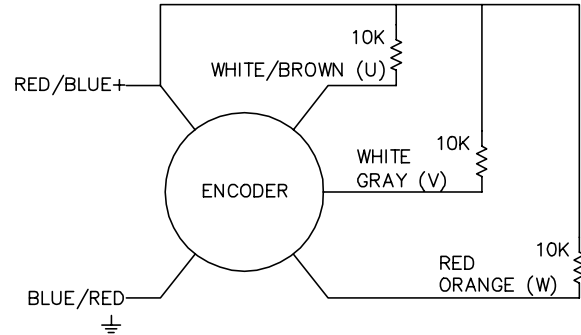 10K
WHITE/BROWN (U)
RED/BLUE+
10K
WHITE
GRAY (V)
ENCODER
10K
RED
ORANGE (W)
BLUE/RED